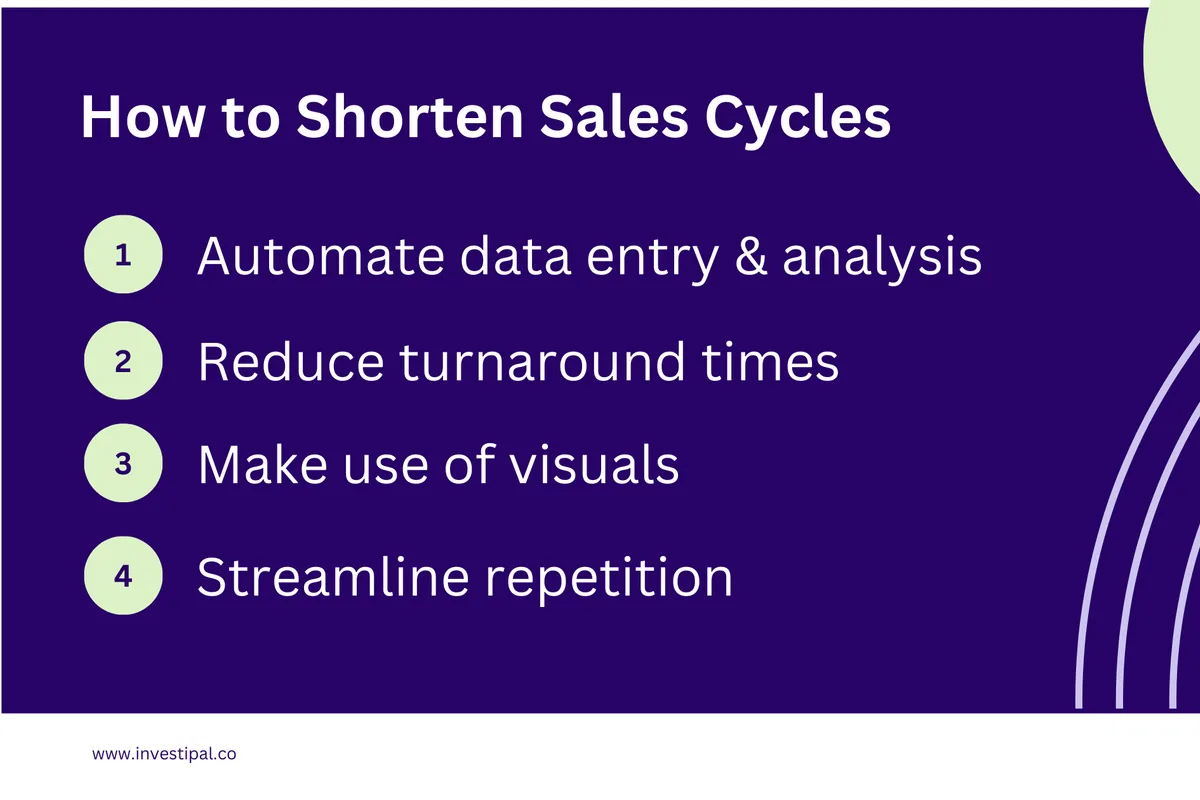 How to Shorten Sales Cycles
1 Automate data entry & analysis
2 Reduce turnaround times
3 Make use of visuals
4 Streamline repetition
www.investipal.co